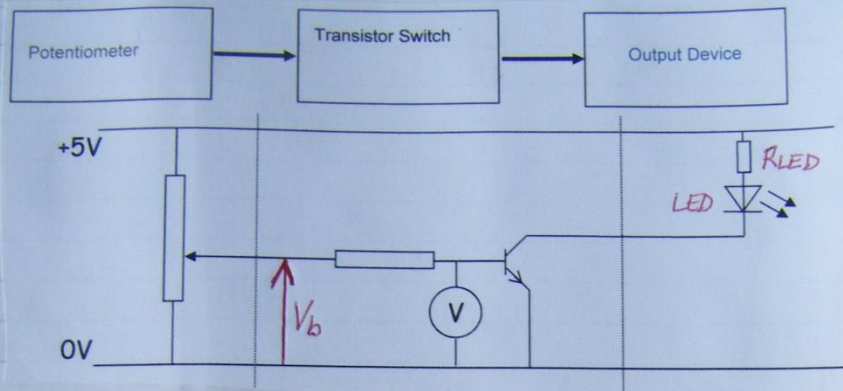 Potentiometer
Transistor Switch
Output Device
+5V
RLED
LED
Vb
V
0V